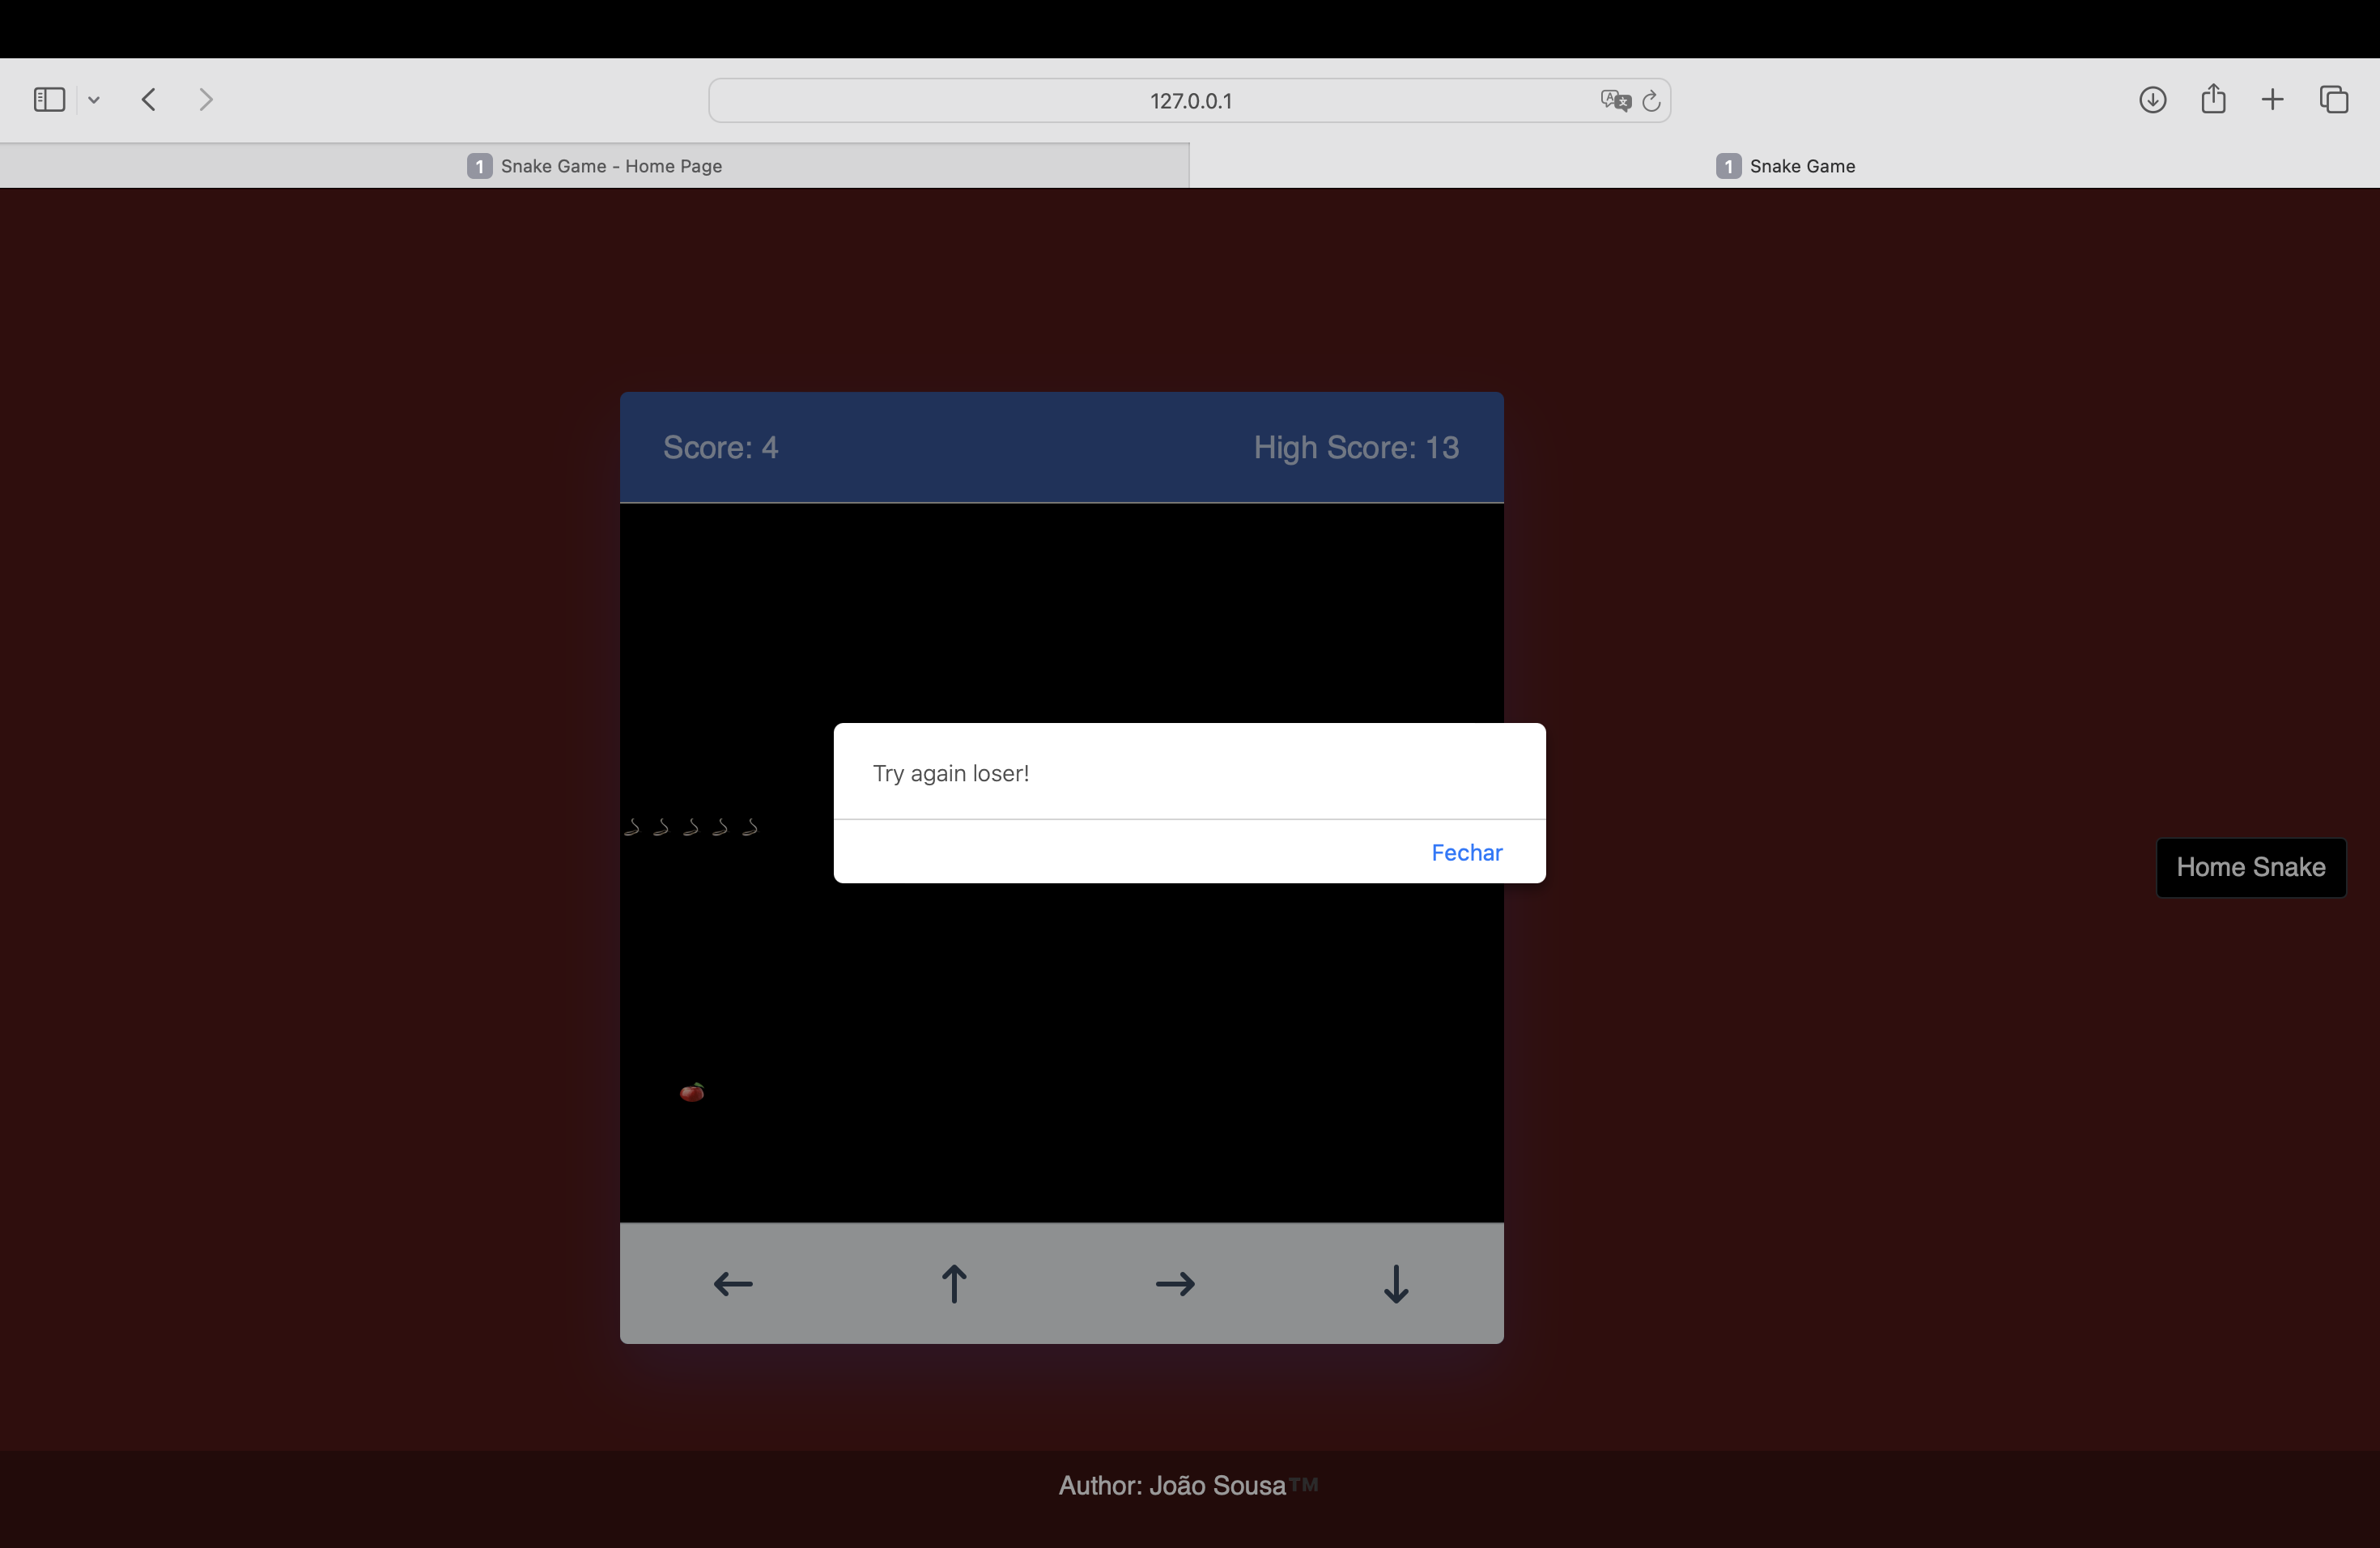 127.0.0.1
1 Snake Game - Home Page
1 Snake Game
Score: 4
High Score: 13
Try again loser!
Fechar
Home Snake
Author: João Sousa™